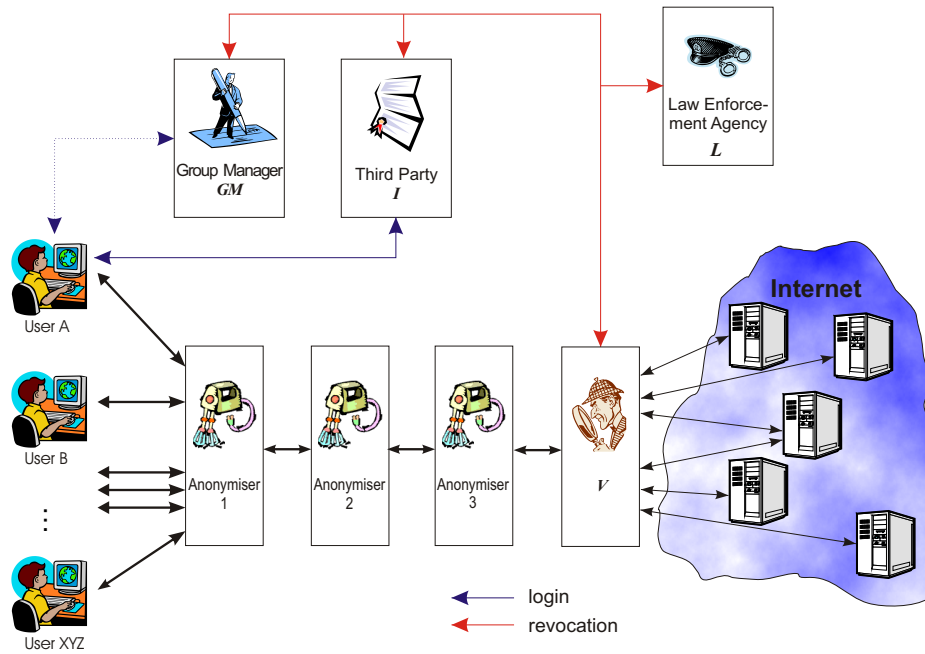 Group Manager
GM
Third Party
I
Law Enforce-
ment Agency
L
User A
Internet
User B
Anonymiser
1
Anonymiser
2
Anonymiser
3
V
...
User XYZ
login
revocation